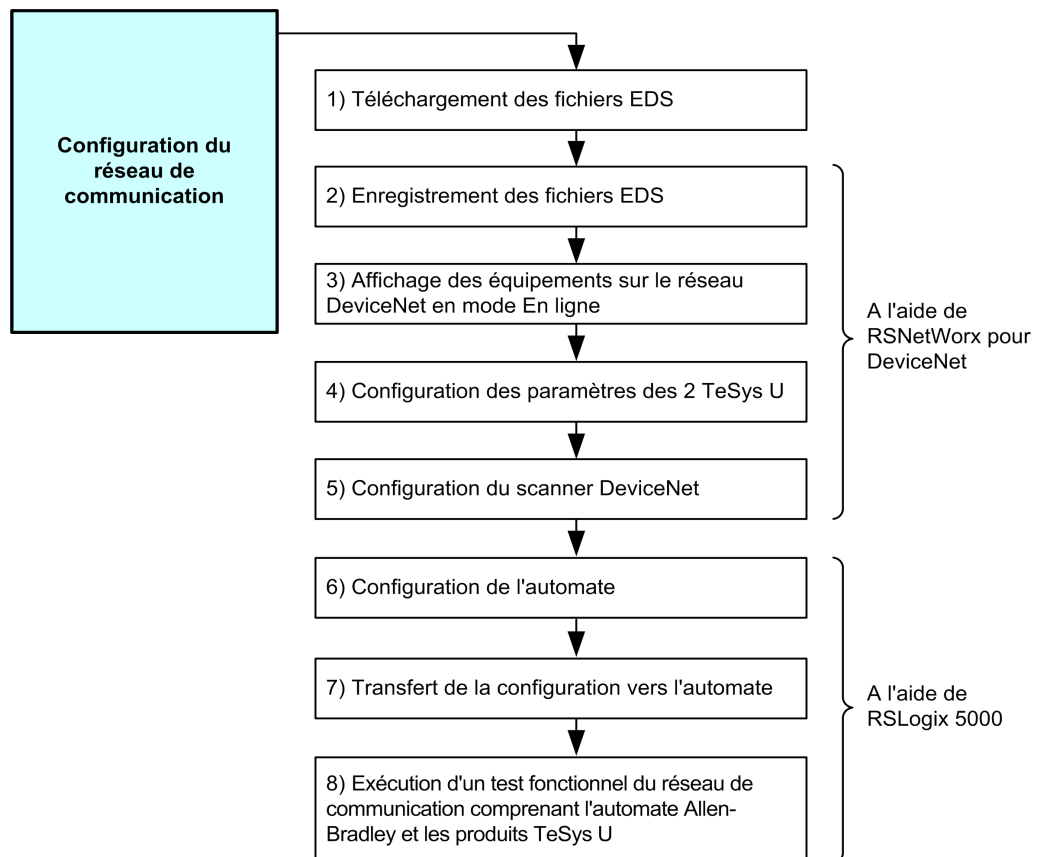 Configuration du
réseau de
communication
1) Téléchargement des fichiers EDS
2) Enregistrement des fichiers EDS
3) Affichage des équipements sur le réseau
DeviceNet en mode En ligne
4) Configuration des paramètres des 2 TeSys U
5) Configuration du scanner DeviceNet
A l'aide de
RSNetWorx pour
DeviceNet
6) Configuration de l'automate
7) Transfert de la configuration vers l'automate
8) Exécution d'un test fonctionnel du réseau de
communication comprenant l'automate Allen-
Bradley et les produits TeSys U
A l'aide de
RSLogix 5000